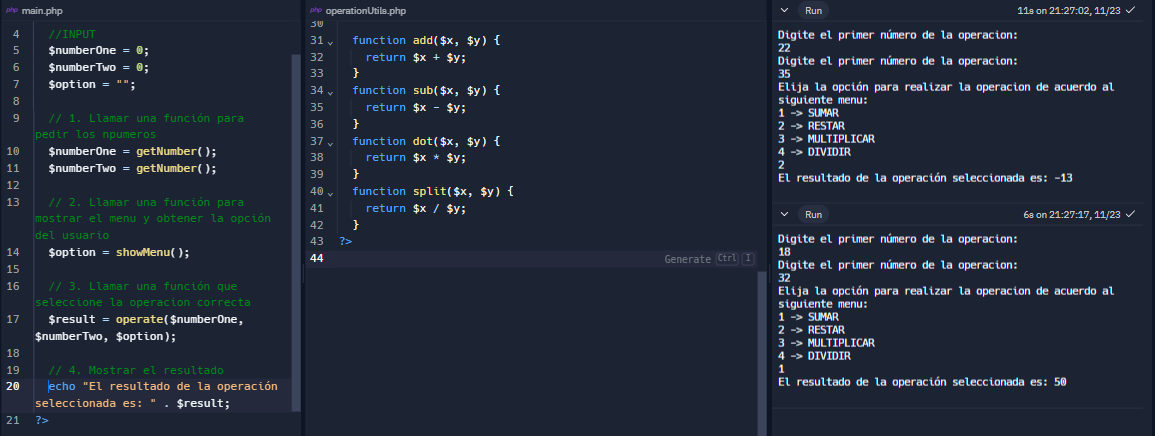 php main.php
4 //INPUT
5 $numberOne = 0;
6 $numberTwo = 0;
7 $option = "";
8
9 // 1. Llamar una función para
pedir los npumeros
10 $numberOne = getNumber();
11 $numberTwo = getNumber();
12
13 // 2. Llamar una función para
mostrar el menu y obtener la opción
del usuario
14 $option = showMenu();
15
16 // 3. Llamar una función que
seleccione la operacion correcta
17 $result = operate($numberOne,
$numberTwo, $option);
18
19 // 4. Mostrar el resultado
20 echo "El resultado de la operación
seleccionada es: " . $result;
21 ?>
php operationUtils.php
30
31 function add($x, $y) {
32 return $x + $y;
33 }
34 function sub($x, $y) {
35 return $x - $y;
36 }
37 function dot($x, $y) {
38 return $x * $y;
39 }
40 function split($x, $y) {
41 return $x / $y;
42 }
43 ?>
44 Generate Ctrl I
Run 11s on 21:27:02, 11/23
Digite el primer número de la operacion:
22
Digite el primer número de la operacion:
35
Elija la opción para realizar la operacion de acuerdo al
siguiente menu:
1 -> SUMAR
2 -> RESTAR
3 -> MULTIPLICAR
4 -> DIVIDIR
2
El resultado de la operación seleccionada es: -13
Run 6s on 21:27:17, 11/23
Digite el primer número de la operacion:
18
Digite el primer número de la operacion:
32
Elija la opción para realizar la operacion de acuerdo al
siguiente menu:
1 -> SUMAR
2 -> RESTAR
3 -> MULTIPLICAR
4 -> DIVIDIR
1
El resultado de la operación seleccionada es: 50